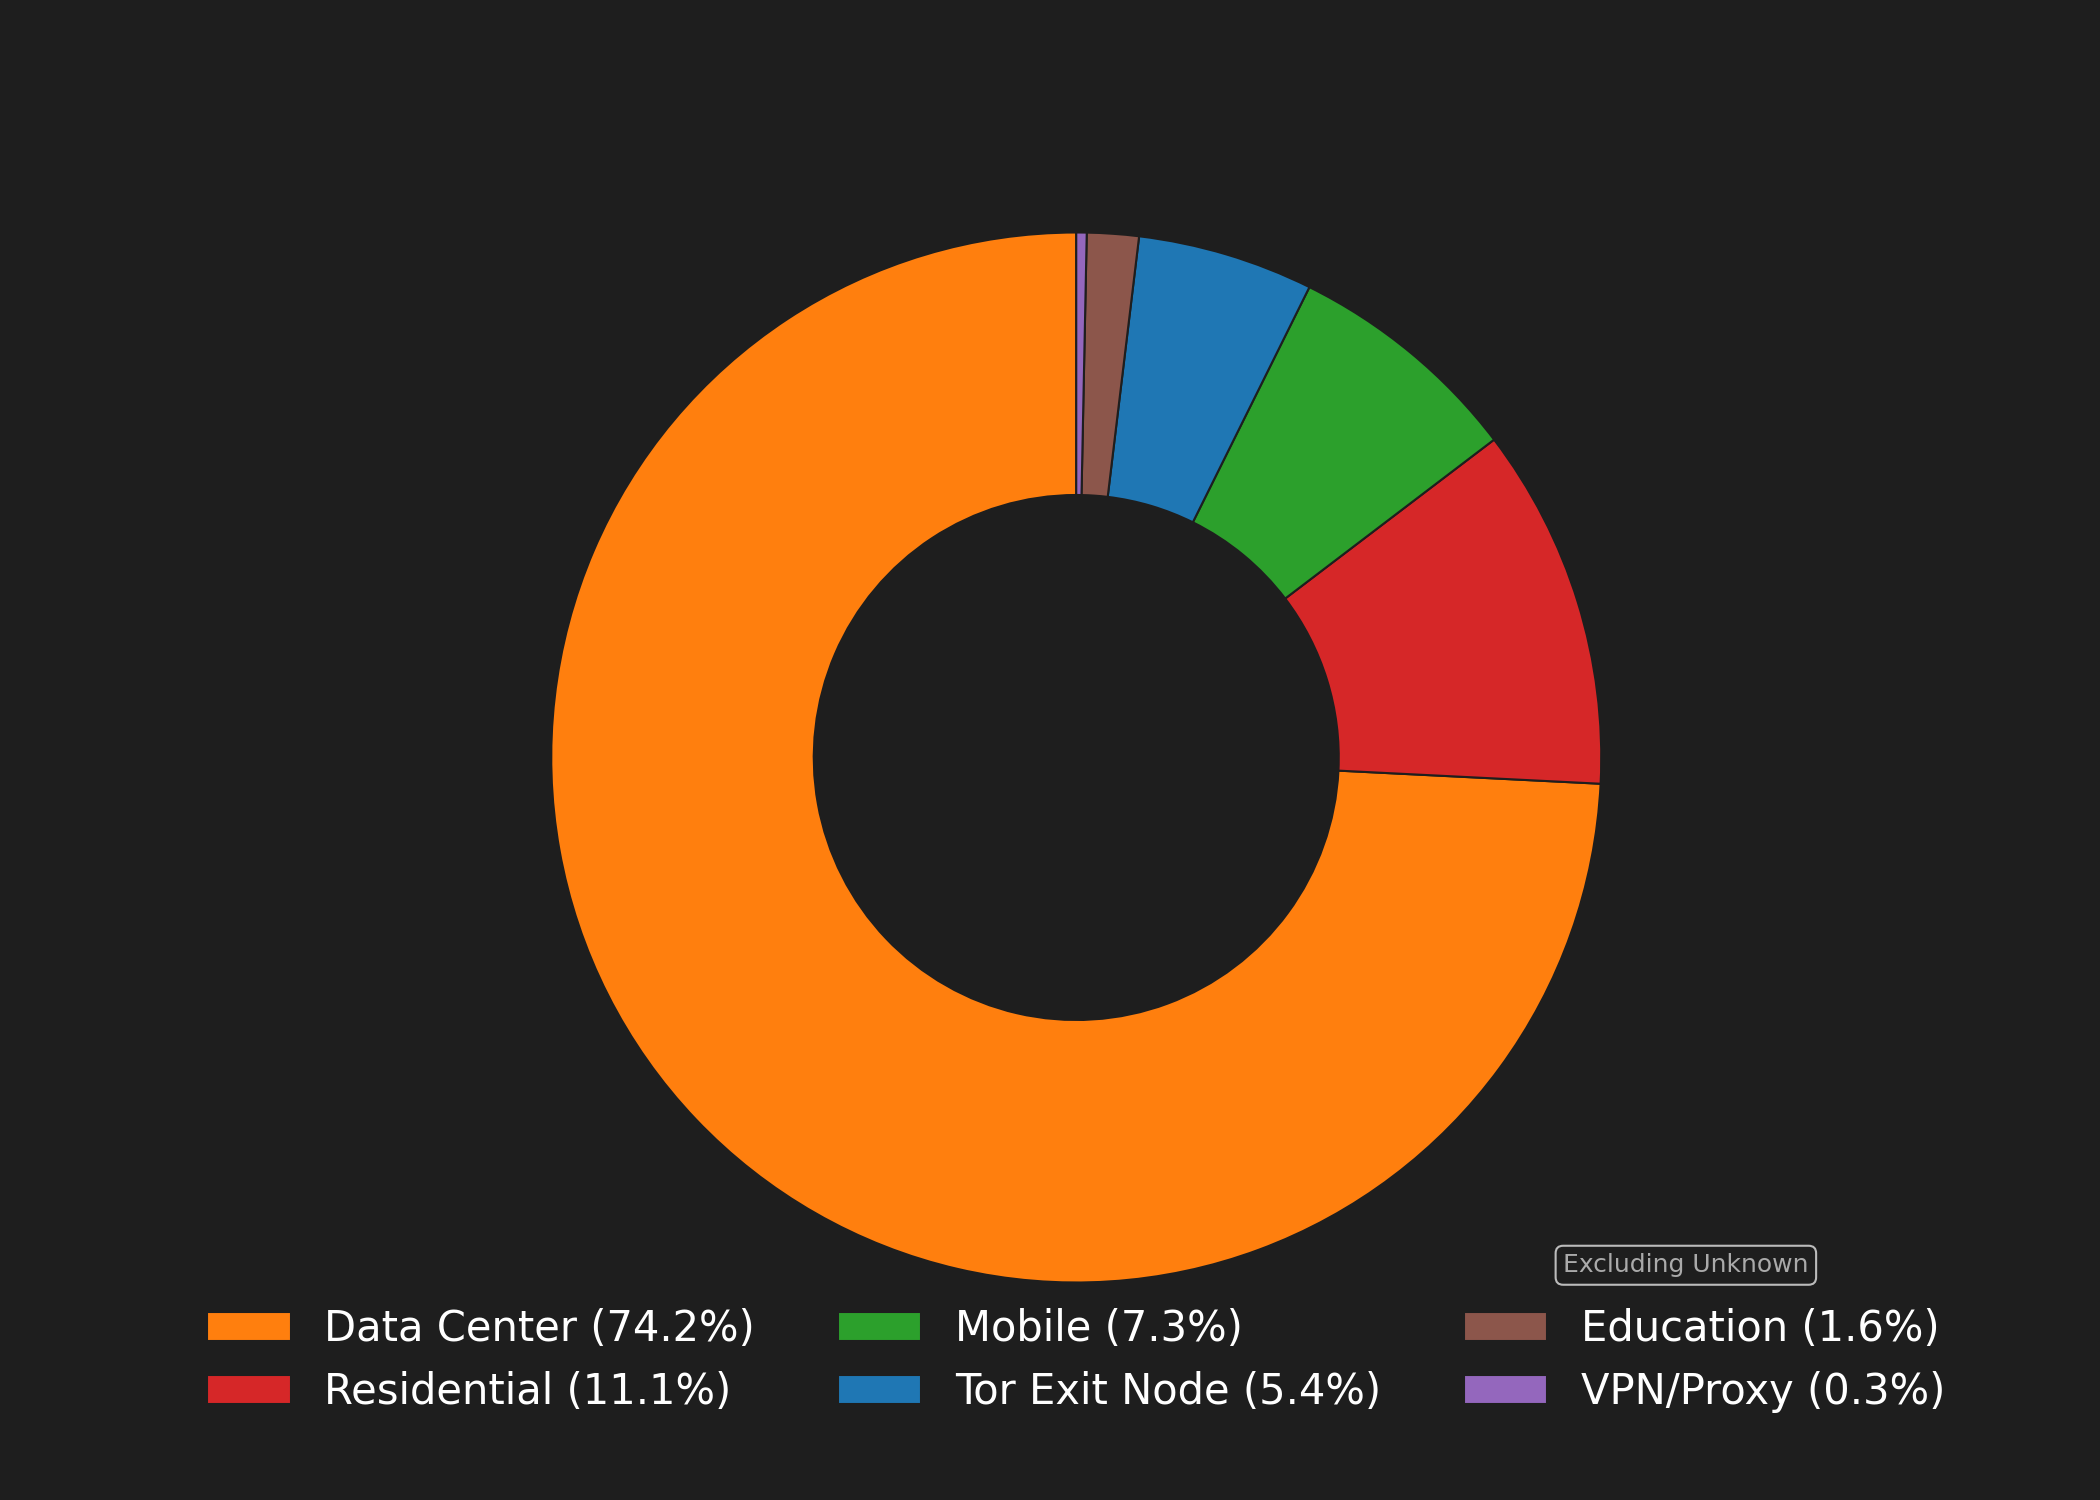 Excluding Unknown
Data Center (74.2%)
Residential (11.1%)
Mobile (7.3%)
Tor Exit Node (5.4%)
Education (1.6%)
VPN/Proxy (0.3%)